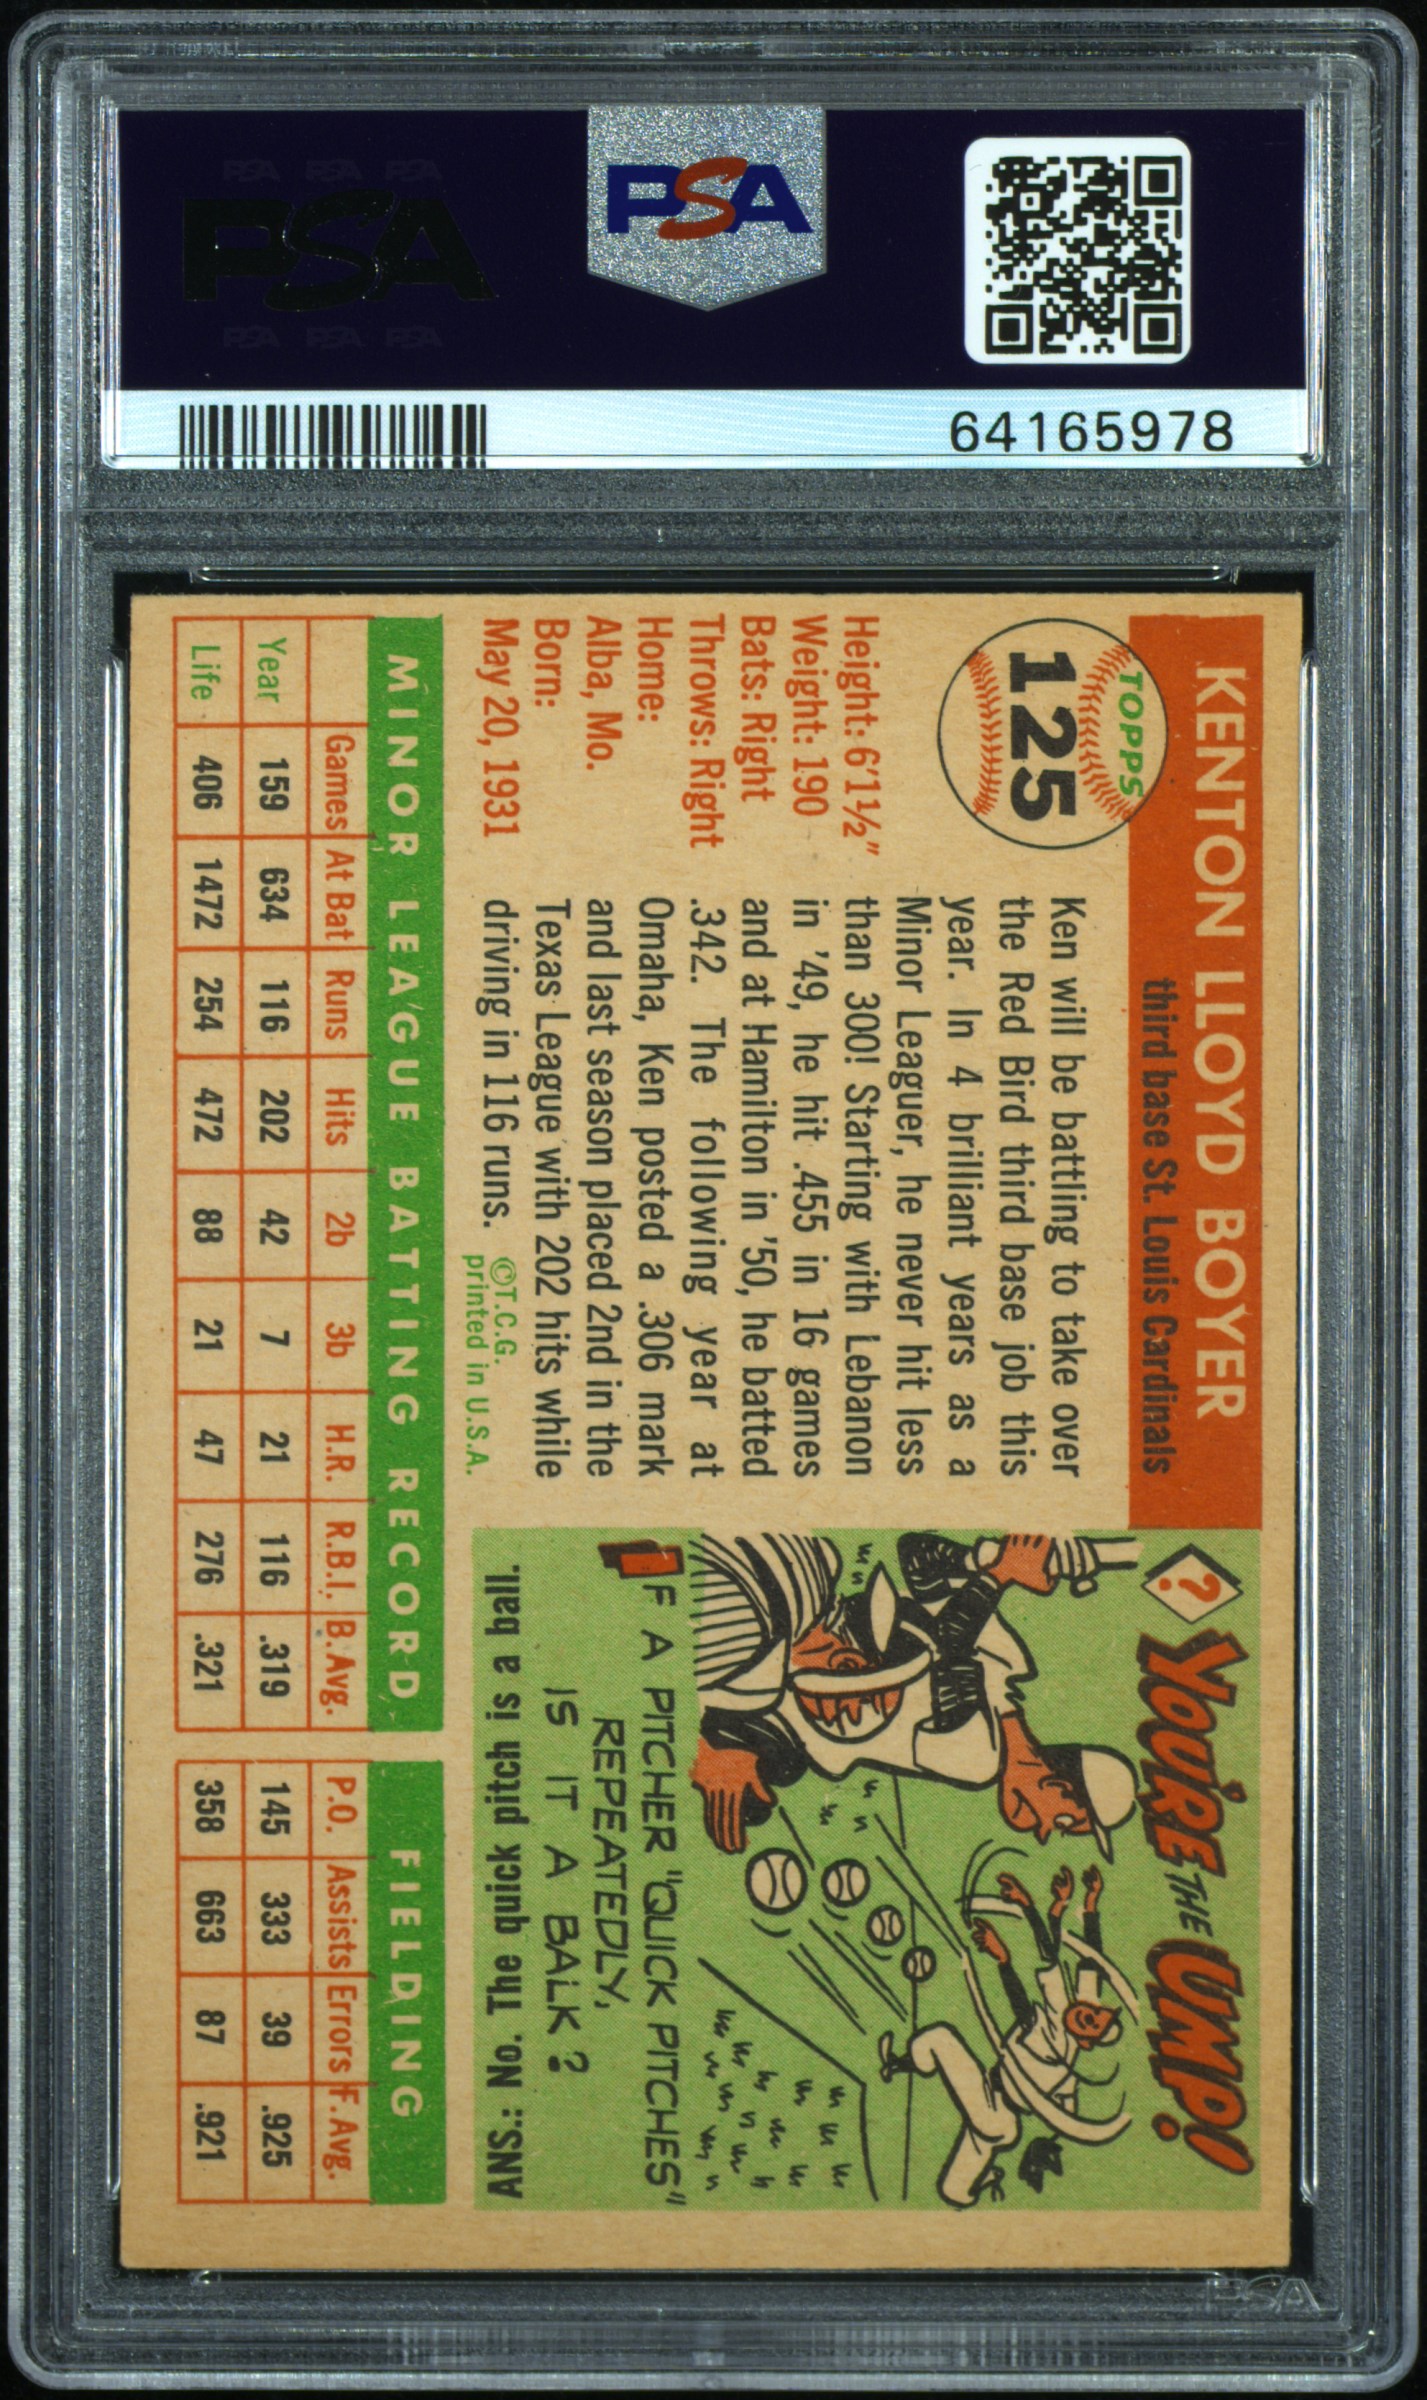 PSA PSA PSA
PSA
PSA PSA PSA
PSA
64165978
KENTON LLOYD BOYER
third base St. Louis Cardinals
TOPPS
125
Height: 6'1½"
Weight: 190
Bats: Right
Throws: Right
Home:
Alba, Mo.
Born:
May 20, 1931
Ken will be battling to take over
the Red Bird third base job this
year. In 4 brilliant years as a
Minor Leaguer, he never hit less
than 300! Starting with Lebanon
in '49, he hit .455 in 16 games
and at Hamilton in '50, he batted
.342. The following year at
Omaha, Ken posted a .306 mark
and last season placed 2nd in the
Texas League with 202 hits while
driving in 116 runs.
©T.C.G.
printed in U.S.A.
?
YOU'RE THE UMP!
IF A PITCHER "QUICK PITCHES"
REPEATEDLY,
IS IT A BALK?
ANS.: No. The quick pitch is a ball.
MINOR LEAGUE BATTING RECORD
Games At Bat Runs Hits 2b 3b H.R. R.B.I. B. Avg.
Year 159 634 116 202 42 7 21 116 .319
Life 406 1472 254 472 88 21 47 276 .321
FIELDING
P.O. Assists Errors F. Avg.
145 333 39 .925
358 663 87 .921
PSA